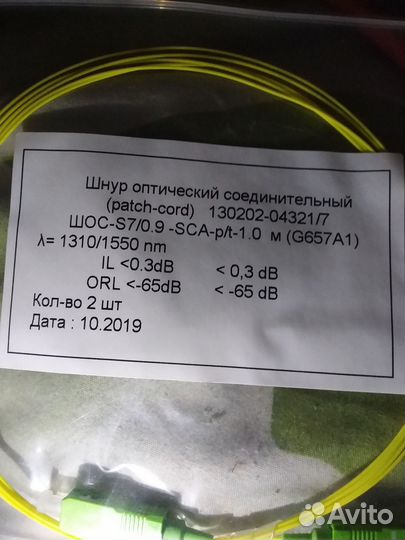 Шнур оптический соединительный
(patch-cord) 130202-04321/7
ШОС-S7/0.9 -SCA-p/t-1.0 м (G657A1)
λ= 1310/1550 nm
IL <0.3dB < 0,3 dB
ORL <-65dB < -65 dB
Кол-во 2 шт
Дата : 10.2019
Avito